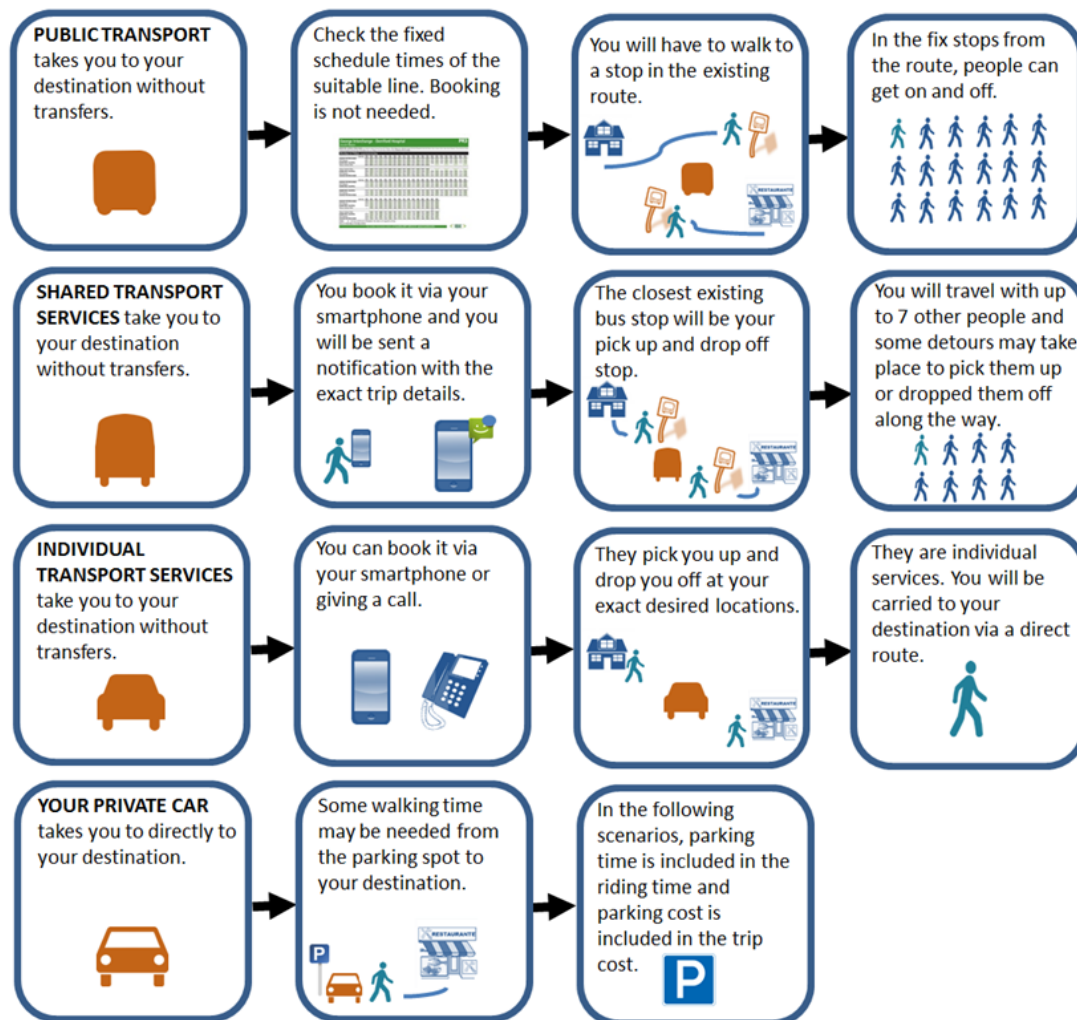 PUBLIC TRANSPORT
takes you to your
destination without
transfers.
Check the fixed
schedule times of the
suitable line. Booking
is not needed.
You will have to walk to
a stop in the existing
route.
RESTAURANTE
In the fix stops from
the route, people can
get on and off.
SHARED TRANSPORT
SERVICES take you to
your destination
without transfers.
You book it via your
smartphone and you
will be sent a
notification with the
exact trip details.
The closest existing
bus stop will be your
pick up and drop off
stop.
RESTAURANTE
You will travel with up
to 7 other people and
some detours may take
place to pick them up
or dropped them off
along the way.
INDIVIDUAL
TRANSPORT SERVICES
take you to your
destination without
transfers.
You can book it via
your smartphone or
giving a call.
They pick you up and
drop you off at your
exact desired locations.
RESTAURANTE
They are individual
services. You will be
carried to your
destination via a direct
route.
YOUR PRIVATE CAR
takes you to directly to
your destination.
Some walking time
may be needed from
the parking spot to
your destination.
P
RESTAURANTE
In the following
scenarios, parking
time is included in the
riding time and
parking cost is
included in the trip
cost.
P